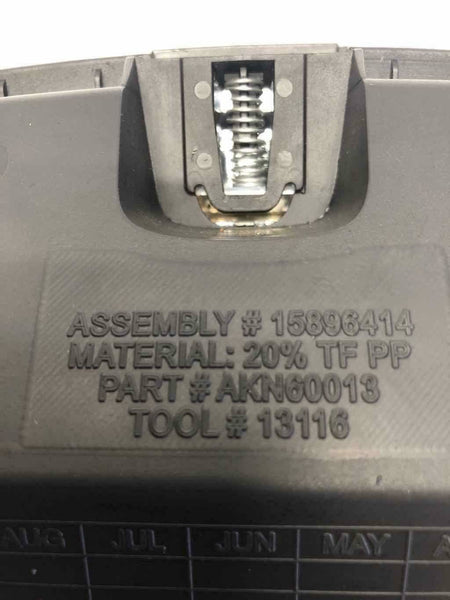 ASSEMBLY # 15896414
MATERIAL: 20% TF PP
PART # AKN60013
TOOL # 13116
AUG JUL JUN MAY